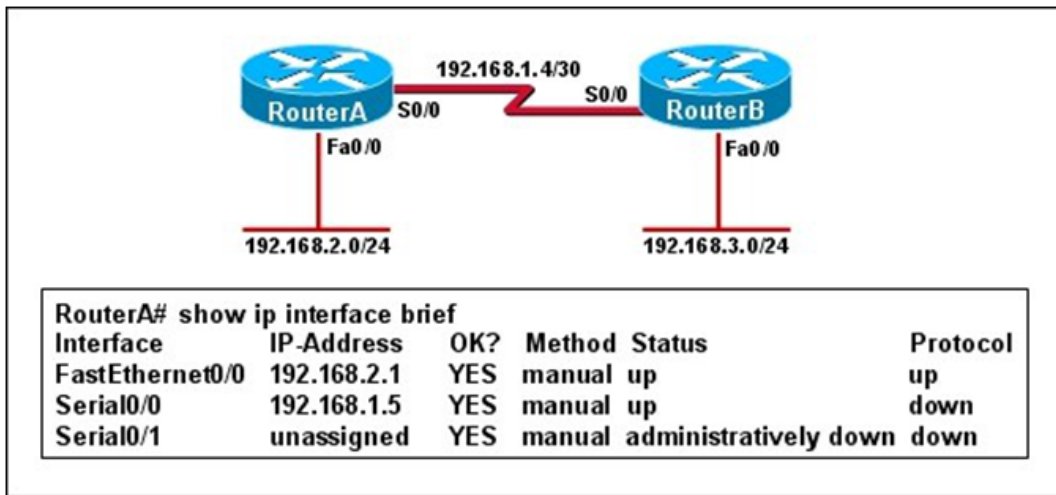 192.168.1.4/30
RouterA S0/0 S0/0 RouterB
Fa0/0 Fa0/0
192.168.2.0/24 192.168.3.0/24
RouterA# show ip interface brief
Interface IP-Address OK? Method Status Protocol
FastEthernet0/0 192.168.2.1 YES manual up up
Serial0/0 192.168.1.5 YES manual up down
Serial0/1 unassigned YES manual administratively down down